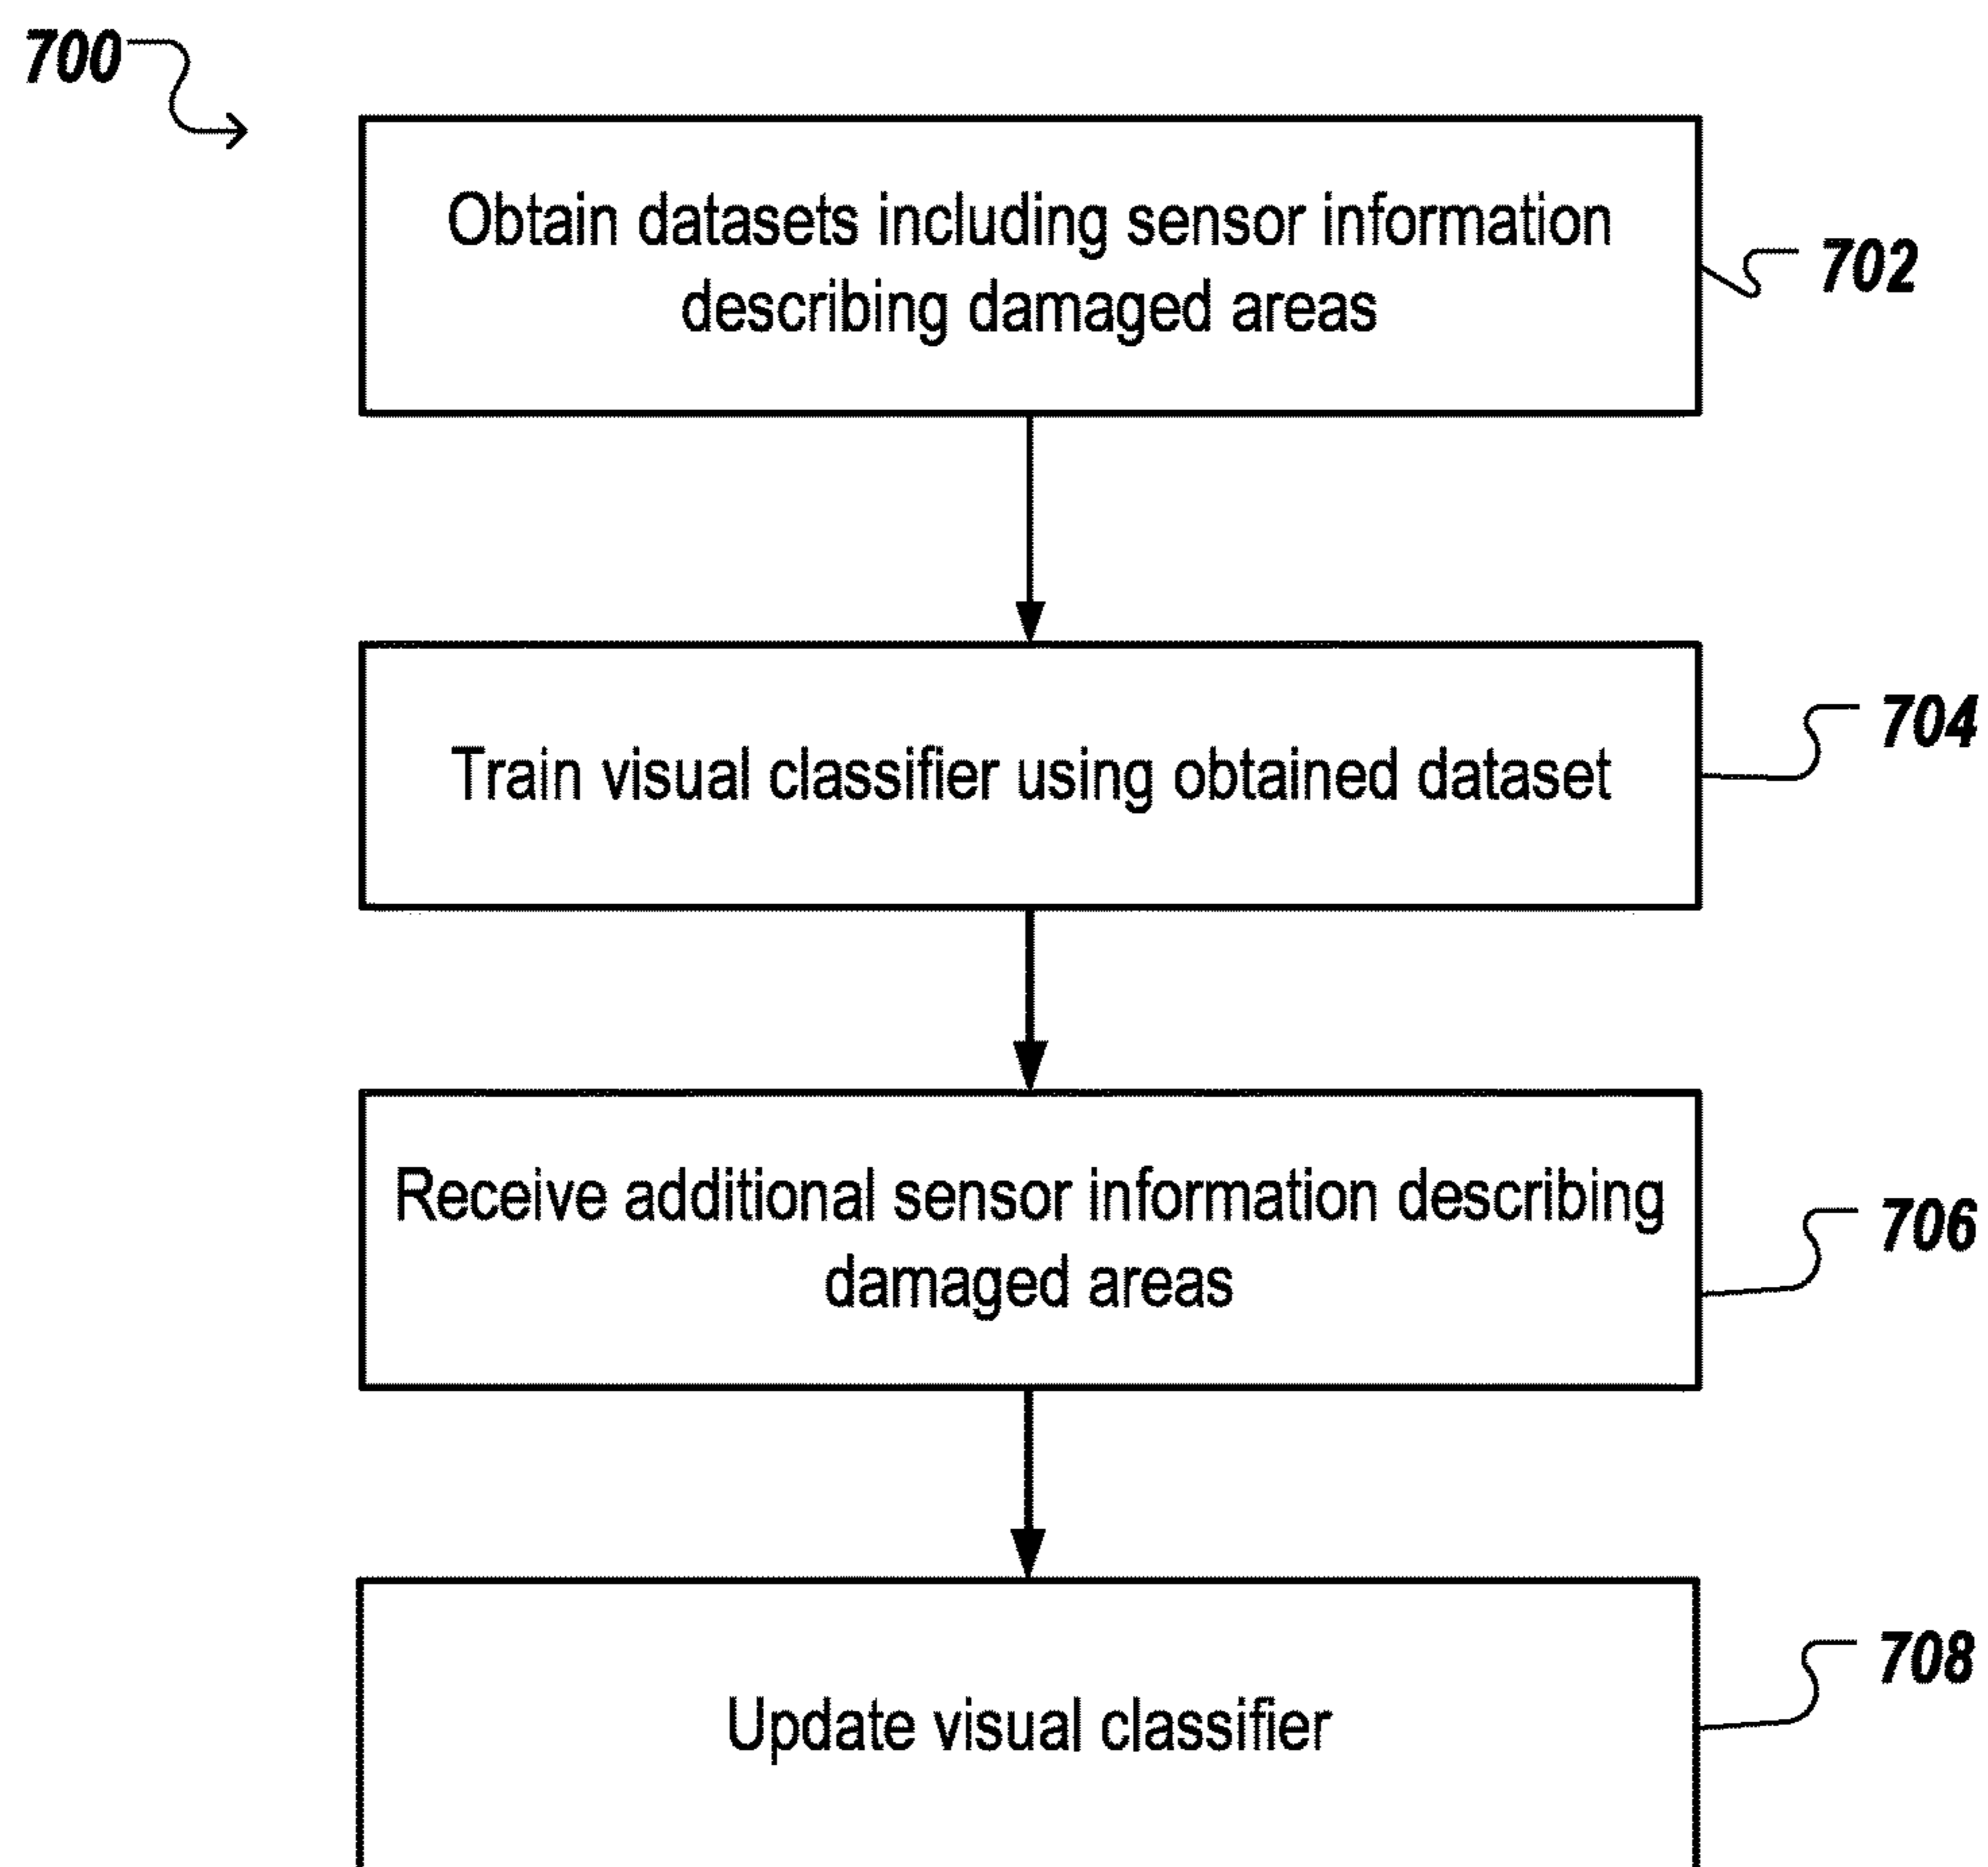 700
Obtain datasets including sensor information
describing damaged areas
702
Train visual classifier using obtained dataset
704
Receive additional sensor information describing
damaged areas
706
Update visual classifier
708